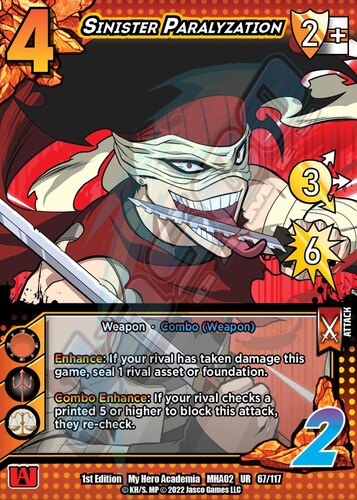 4
SINISTER PARALYZATION
2 +
3
6
ATTACK
Weapon • Combo (Weapon)
Enhance: If your rival has taken damage this
game, seal 1 rival asset or foundation.
Combo Enhance: If your rival checks a
printed 5 or higher to block this attack,
they re-check.
2
1st Edition My Hero Academia MHA02 UR 67/117
© KH/S. MP © 2022 Jasco Games LLC